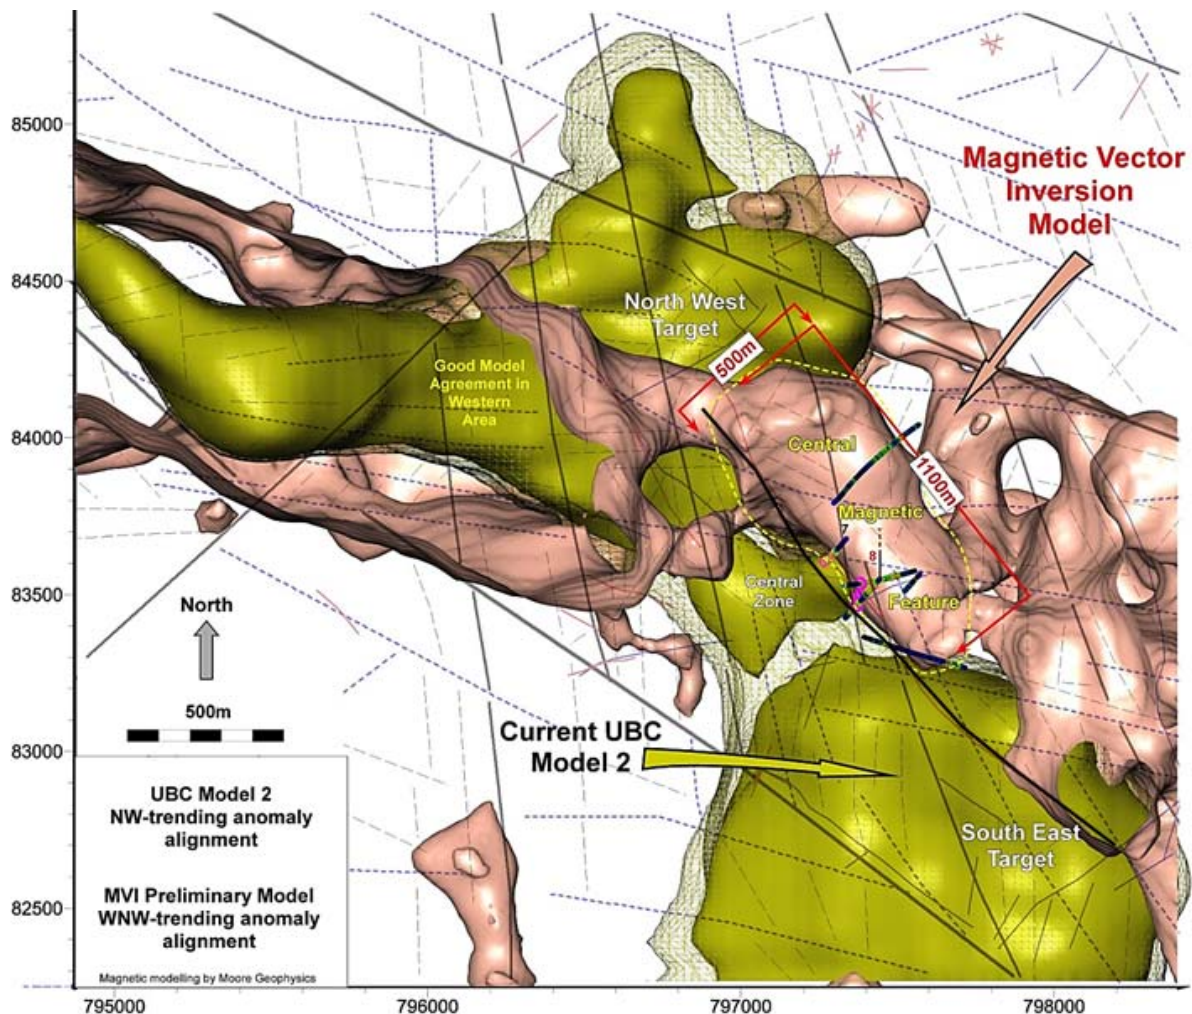 85000
84500
84000
83500
83000
82500
795000
796000
797000
798000
Magnetic Vector
Inversion
Model
North West
Target
500m
Good Model
Agreement in
Western
Area
Central
1100m
Magnetic
7
8
Central
Zone
Feature
North
500m
Current UBC
Model 2
South East
Target
UBC Model 2
NW-trending anomaly
alignment
MVI Preliminary Model
WNW-trending anomaly
alignment
Magnetic modelling by Moore Geophysics